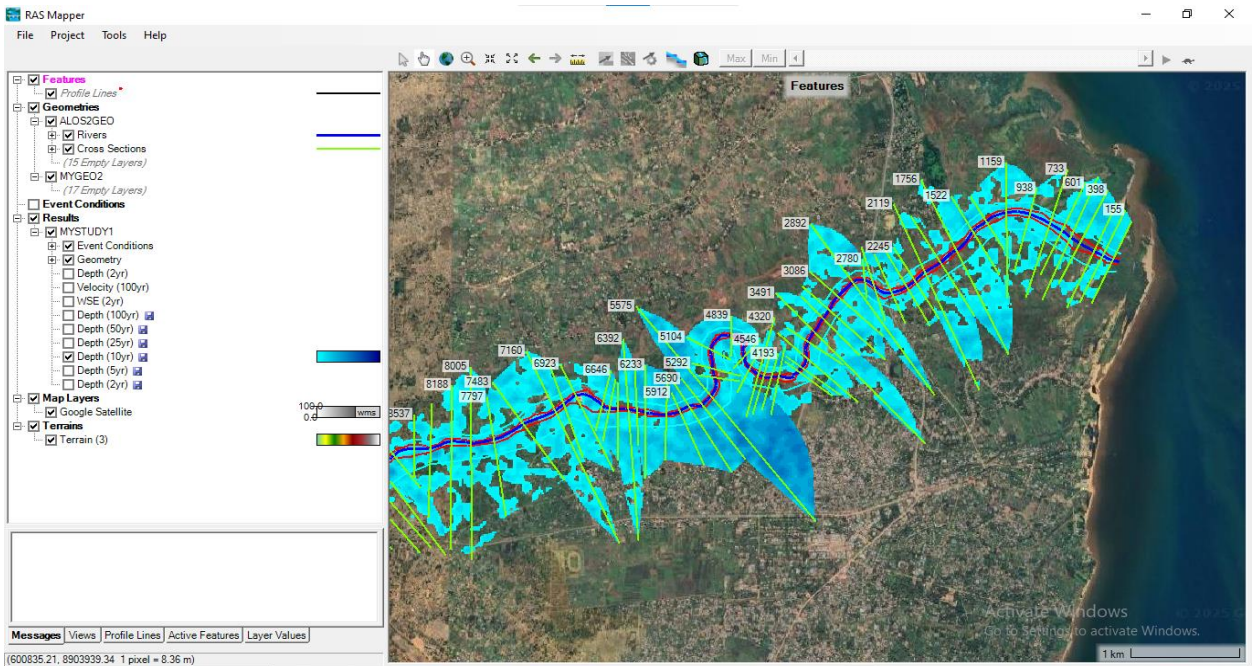 RAS Mapper
File Project Tools Help
Max Min
Features
Profile Lines
Geometries
ALOS2GEO
Rivers
Cross Sections
(15 Empty Layers)
MYGEO2
(17 Empty Layers)
Event Conditions
Results
MYSTUDY1
Event Conditions
Geometry
Depth (2yr)
Velocity (100yr)
WSE (2yr)
Depth (100yr)
Depth (50yr)
Depth (25yr)
Depth (10yr)
Depth (5yr)
Depth (2yr)
Map Layers
Google Satellite
wms
Terrains
Terrain (3)
Messages Views Profile Lines Active Features Layer Values
(600835.21, 8903939.34 1 pixel = 8.36 m)
Features
© 2025
1159
733
1756
938
601
398
1522
2119
155
2892
2245
2780
3086
3491
5575
4839
4320
6392
5104
4546
7160
4193
8005
6923
6646
6233
5292
8188
7483
5690
7797
5912
8537
Activate Windows
© 2025 G
Go to Settings to activate Windows.
1 km